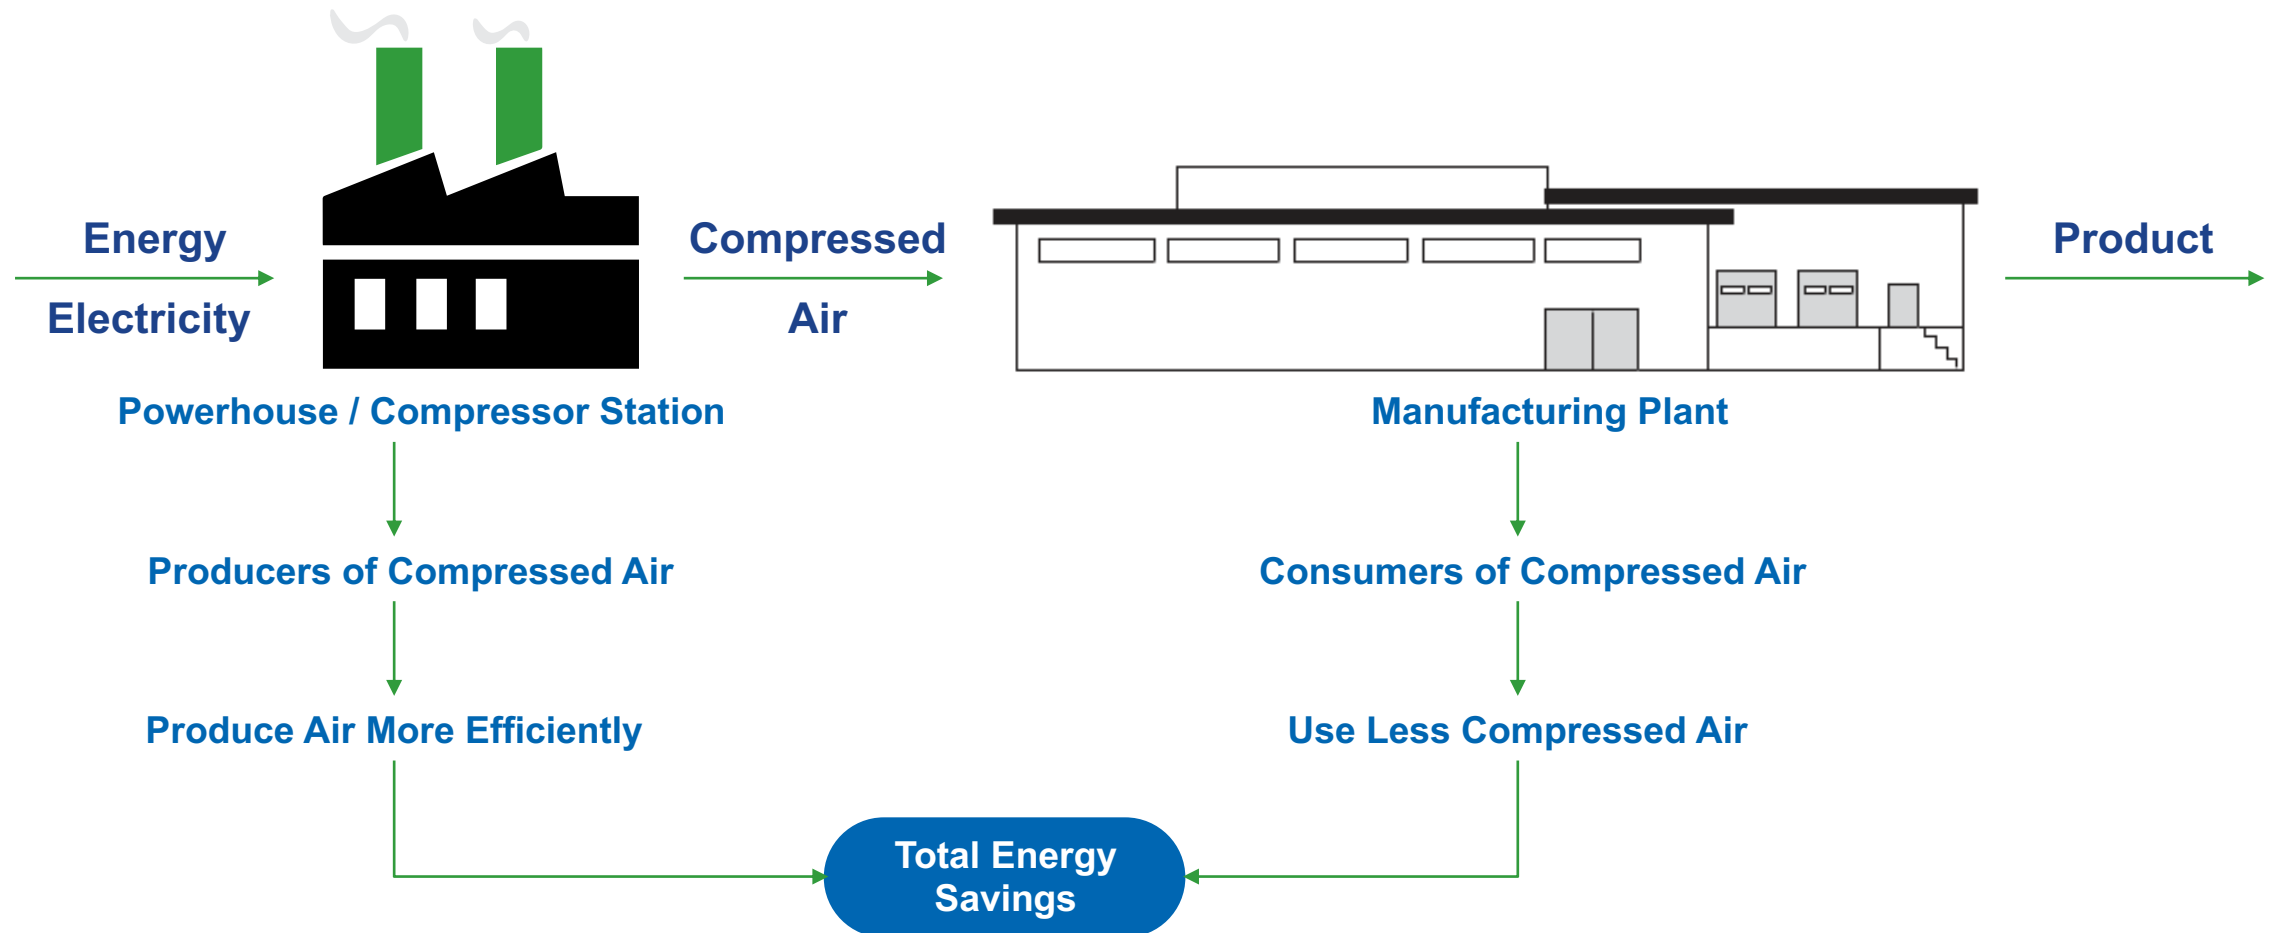 Energy
Electricity
Compressed
Air
Product
Powerhouse / Compressor Station
Manufacturing Plant
Producers of Compressed Air
Consumers of Compressed Air
Produce Air More Efficiently
Use Less Compressed Air
Total Energy
Savings